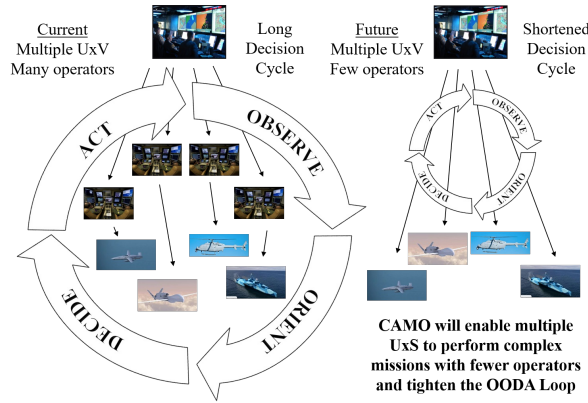 Current
Multiple UxV
Many operators
Long
Decision
Cycle
ACT
OBSERVE
ORIENT
DECIDE
Future
Multiple UxV
Few operators
Shortened
Decision
Cycle
ACT
OBSERVE
ORIENT
DECIDE
CAMO will enable multiple
UxS to perform complex
missions with fewer operators
and tighten the OODA Loop